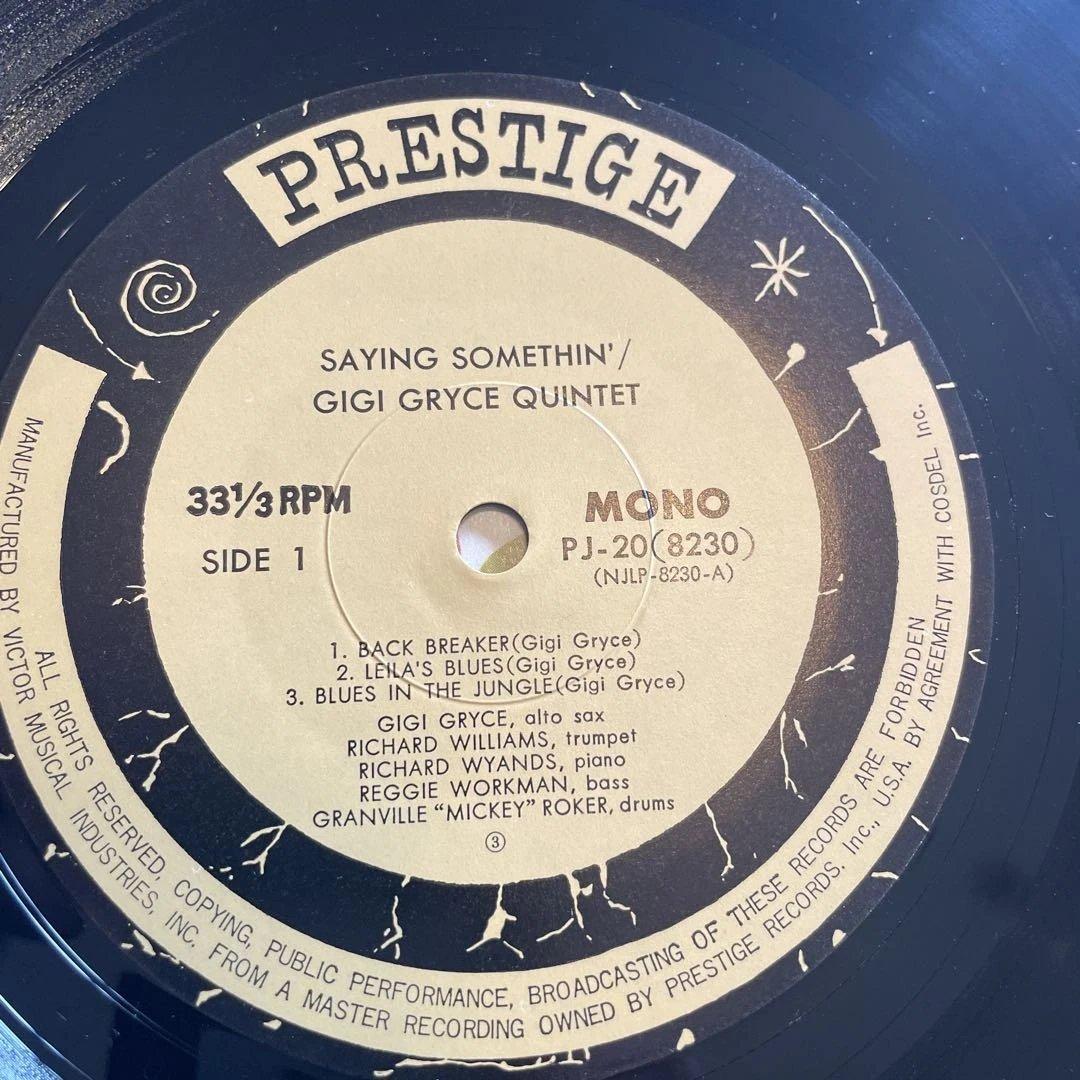 PRESTIGE
SAYING SOMETHIN'/
GIGI GRYCE QUINTET
33 1/3 RPM
SIDE 1
MONO
PJ-20(8230)
(NJLP-8230-A)
1. BACK BREAKER(Gigi Gryce)
2. LEILA'S BLUES(Gigi Gryce)
3. BLUES IN THE JUNGLE(Gigi Gryce)
GIGI GRYCE, alto sax
RICHARD WILLIAMS, trumpet
RICHARD WYANDS, piano
REGGIE WORKMAN, bass
GRANVILLE "MICKEY" ROKER, drums
③
ALL RIGHTS RESERVED, COPYING, PUBLIC PERFORMANCE, BROADCASTING OF THESE RECORDS ARE FORBIDDEN
MANUFACTURED BY VICTOR MUSICAL INDUSTRIES, INC. FROM A MASTER RECORDING OWNED BY PRESTIGE RECORDS. Inc., U.S.A. BY AGREEMENT WITH COSDEL Inc.